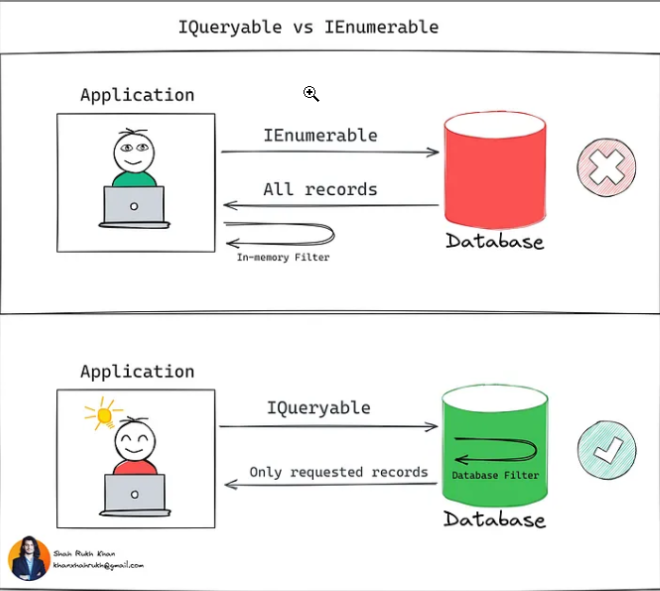 IQueryable vs IEnumerable
Application
IEnumerable
All records
In-memory Filter
Database
Application
IQueryable
Only requested records
Database Filter
Database
Shah Rukh Khan
khanxhahrukh@gmail.com